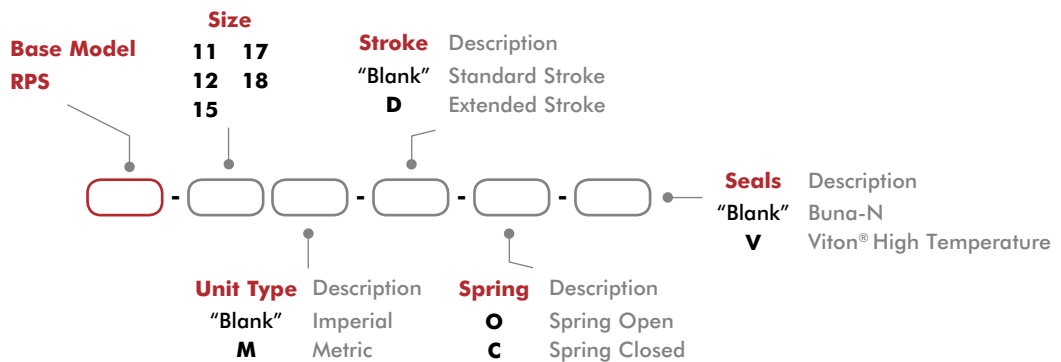 Size
Base Model
RPS
11 17
12 18
15
Stroke Description
"Blank" Standard Stroke
D Extended Stroke
- - - -
Seals Description
"Blank" Buna-N
V Viton® High Temperature
Unit Type Description
"Blank" Imperial
M Metric
Spring Description
O Spring Open
C Spring Closed